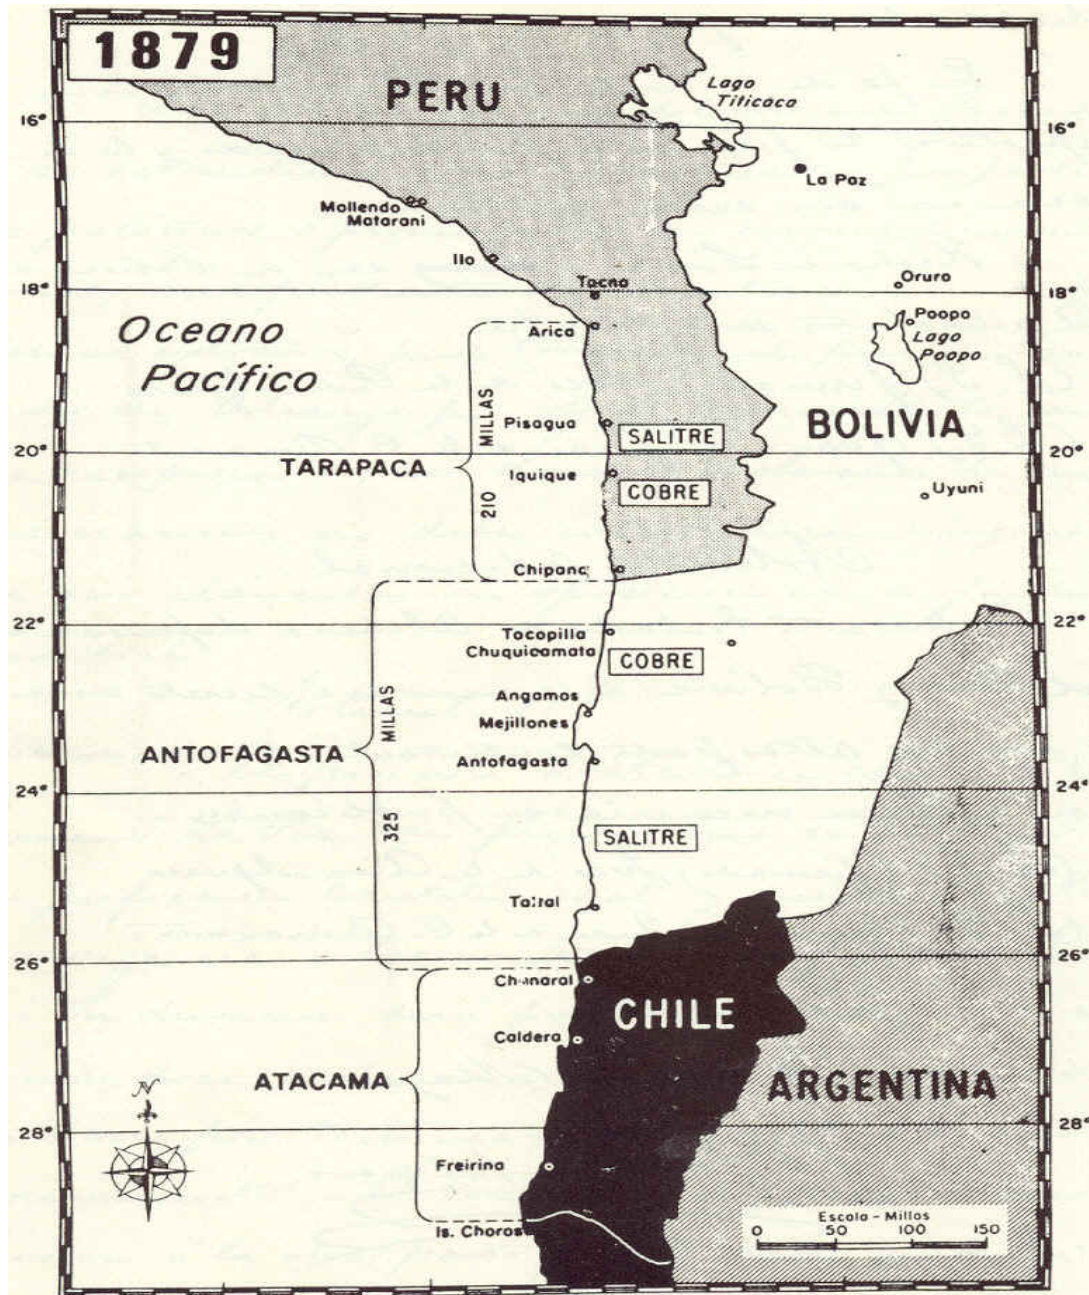 1879
PERU
Lago
Titicaca
16°
16°
La Paz
Mollendo
Matarani
Ilo
Tacna
Oruro
18°
18°
Poopo
Lago
Poopo
Oceano
Pacífico
Arica
MILLAS
210
Pisagua
SALITRE
BOLIVIA
20°
20°
TARAPACA
Iquique
COBRE
Uyuni
Chipana
22°
22°
Tocopilla
Chuquicamata
COBRE
Angamos
Mejillones
MILLAS
325
ANTOFAGASTA
Antofagasta
24°
24°
SALITRE
Taltal
26°
26°
Chanaral
CHILE
Caldera
ATACAMA
ARGENTINA
N
28°
28°
Freirina
Is. Choros
Escala - Millas
0 50 100 150